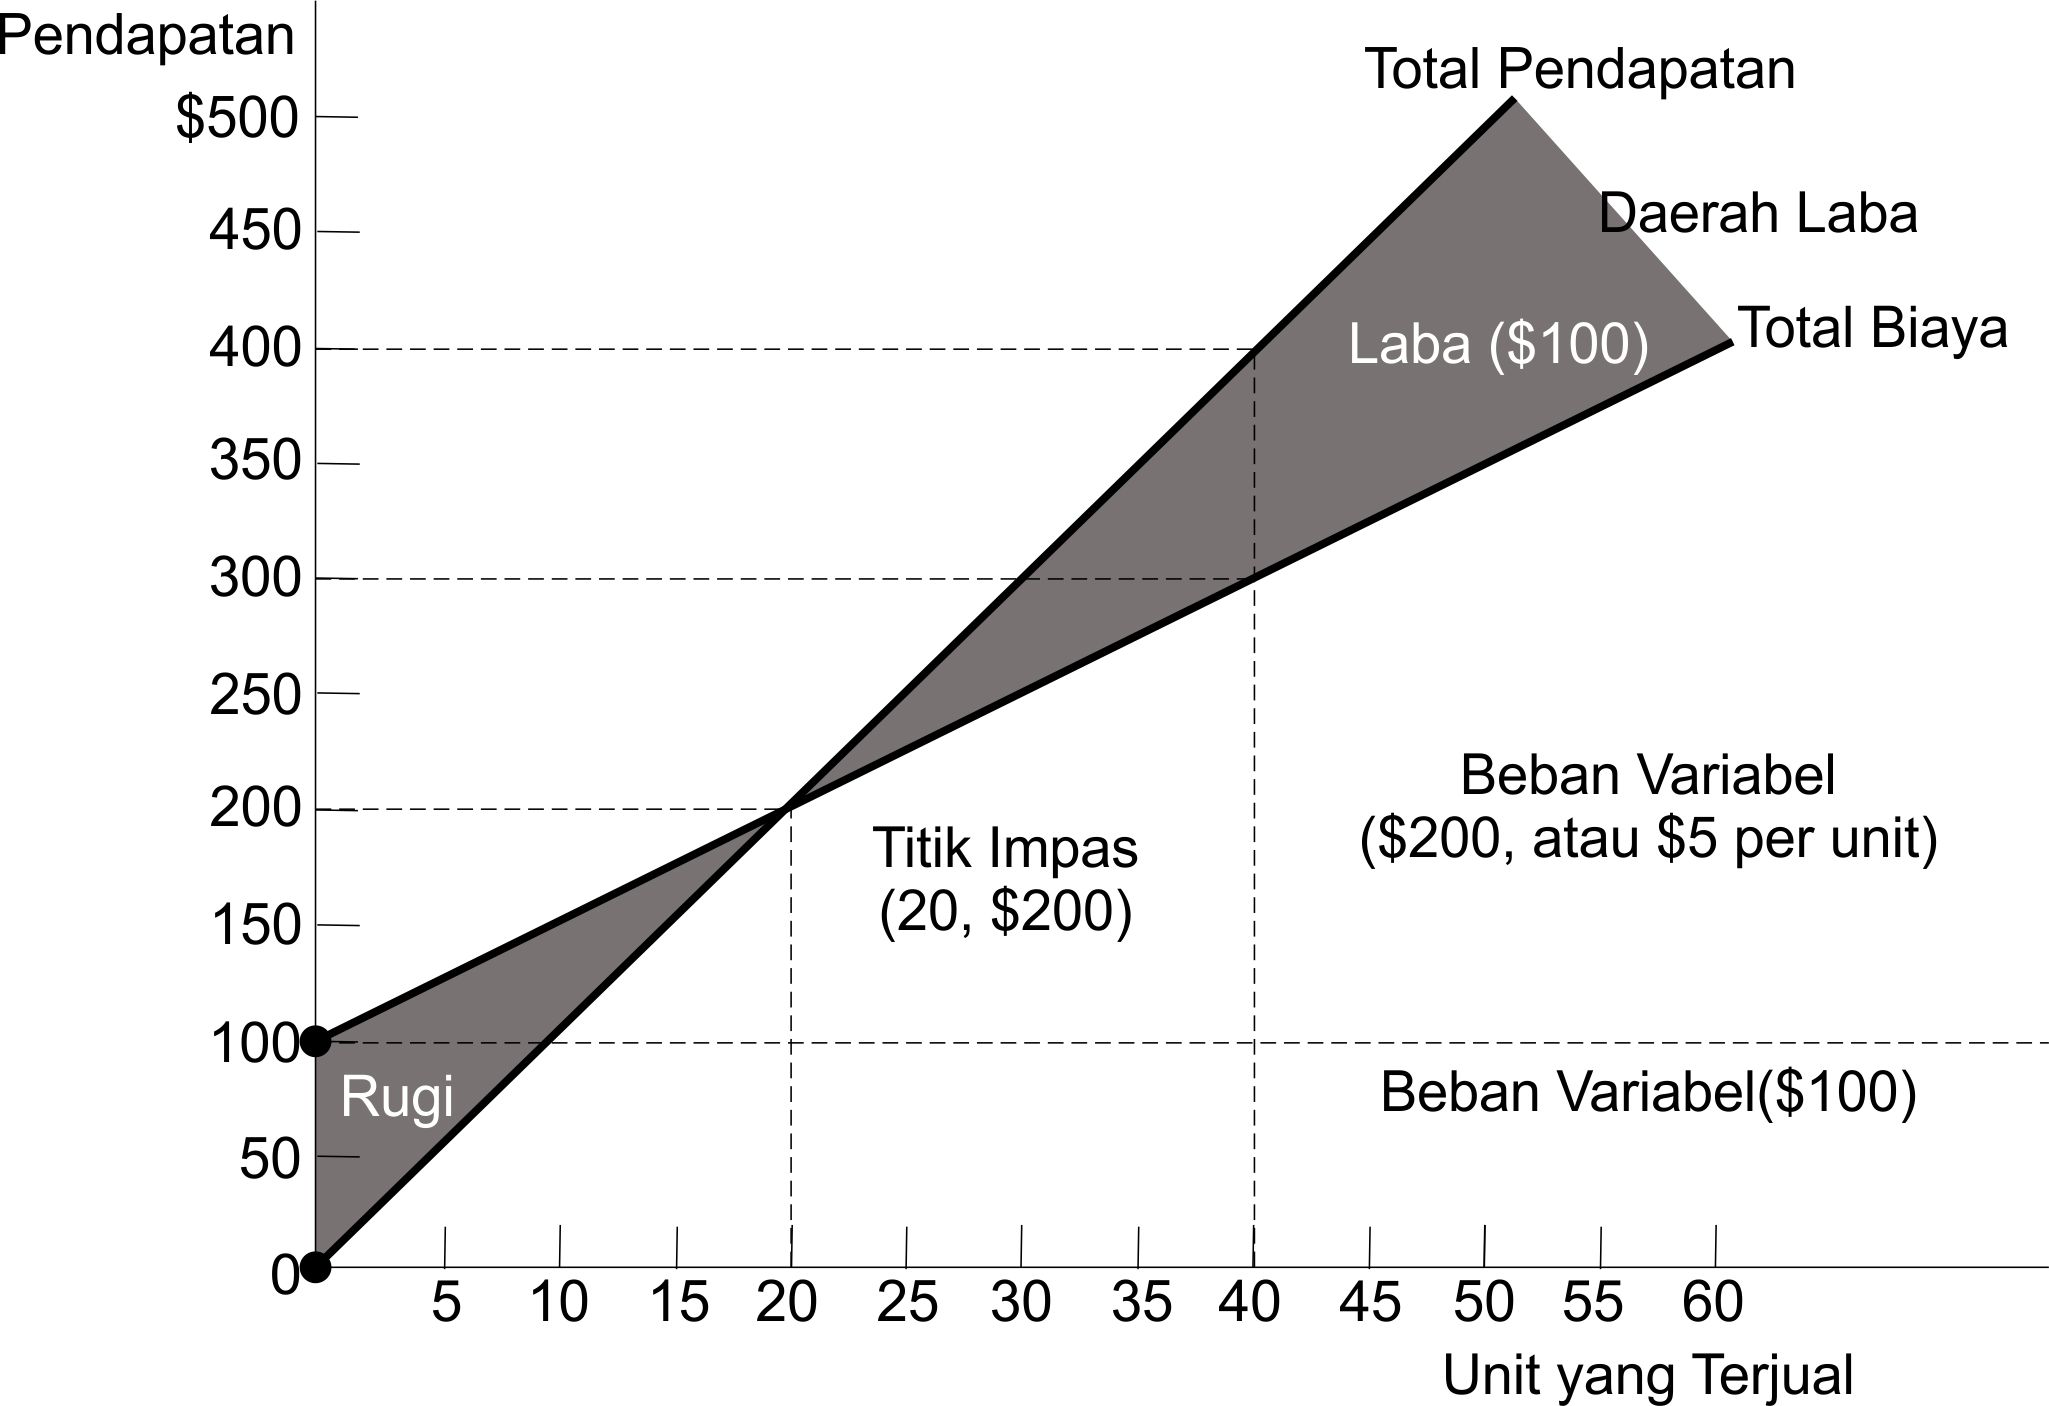 Pendapatan
Total Pendapatan
$500
Daerah Laba
450
Total Biaya
400
Laba ($100)
350
300
250
Beban Variabel
($200, atau $5 per unit)
200
Titik Impas
(20, $200)
150
100
Beban Variabel($100)
Rugi
50
0
5 10 15 20 25 30 35 40 45 50 55 60
Unit yang Terjual